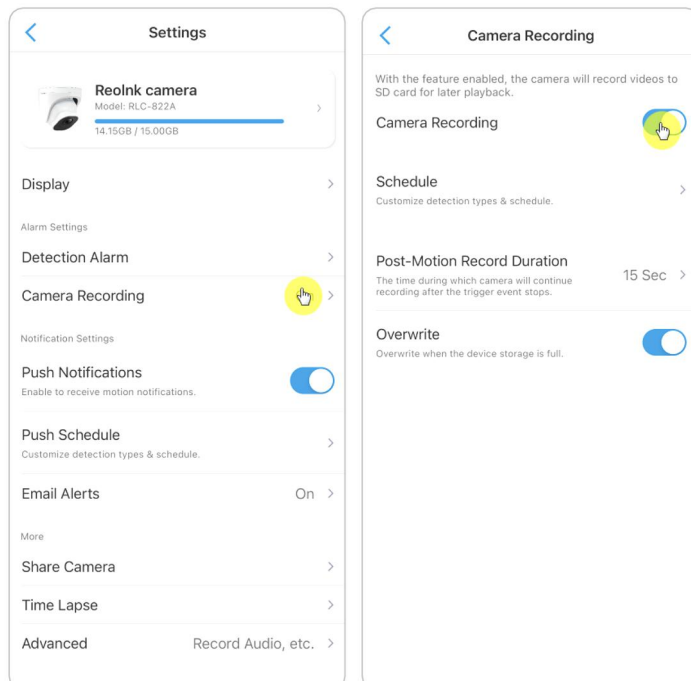 Settings
Reolnk camera
Model: RLC-822A
14.15GB / 15.00GB
Display
Alarm Settings
Detection Alarm
Camera Recording
Notification Settings
Push Notifications
Enable to receive motion notifications.
Push Schedule
Customize detection types & schedule.
Email Alerts On
More
Share Camera
Time Lapse
Advanced Record Audio, etc.
Camera Recording
With the feature enabled, the camera will record videos to
SD card for later playback.
Camera Recording
Schedule
Customize detection types & schedule.
Post-Motion Record Duration
The time during which camera will continue
recording after the trigger event stops.
15 Sec
Overwrite
Overwrite when the device storage is full.